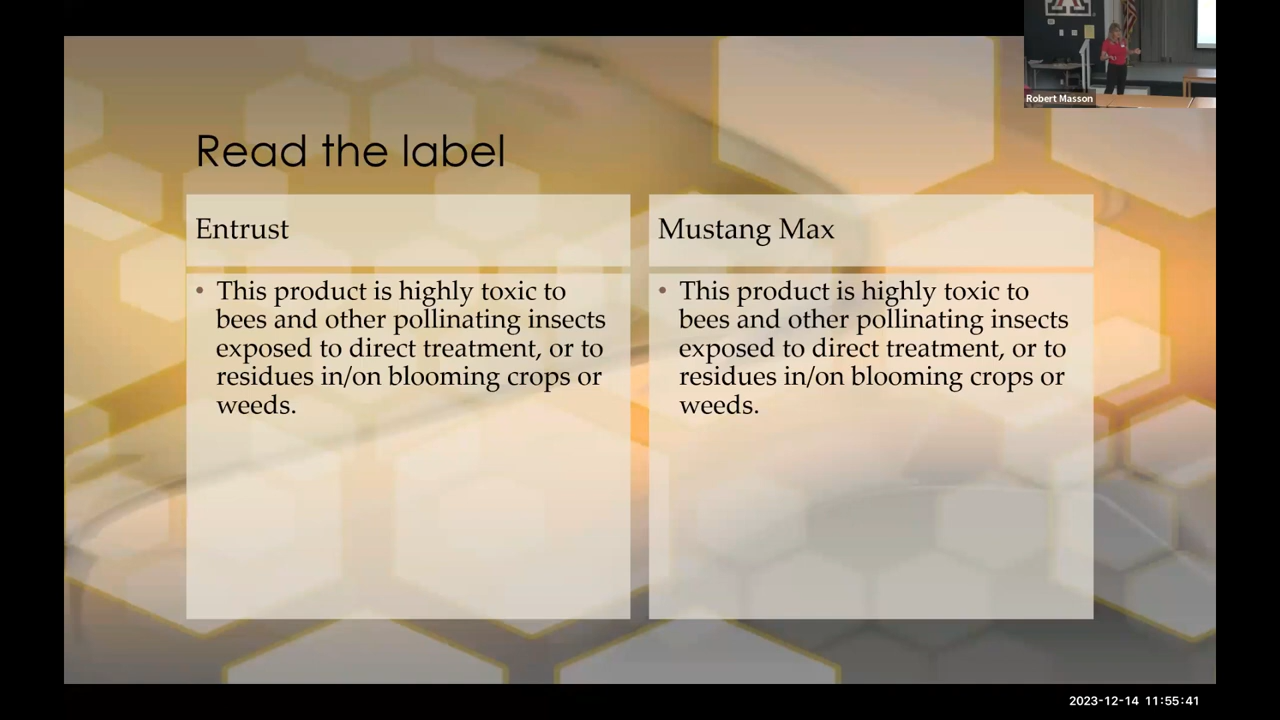 Robert Masson
Read the label
Entrust
• This product is highly toxic to
bees and other pollinating insects
exposed to direct treatment, or to
residues in/on blooming crops or
weeds.
Mustang Max
• This product is highly toxic to
bees and other pollinating insects
exposed to direct treatment, or to
residues in/on blooming crops or
weeds.
2023-12-14 11:55:41